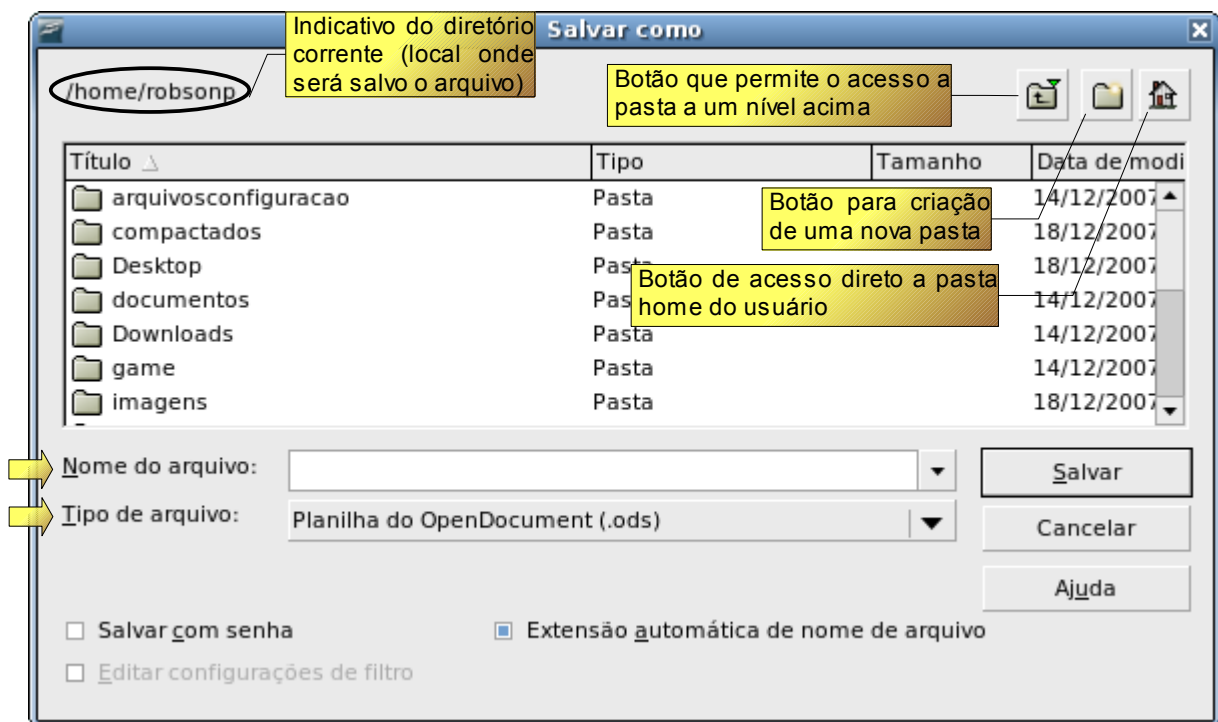 Salvar como
Indicativo do diretório
corrente (local onde
será salvo o arquivo)
/home/robsonp
Botão que permite o acesso a
pasta a um nível acima
Título Tipo Tamanho Data de modi
arquivosconfiguracao Pasta 14/12/2007
compactados Pasta 18/12/2007
Botão para criação
de uma nova pasta
Desktop Pasta 18/12/2007
Botão de acesso direto a pasta
home do usuário
documentos Pas 14/12/2007
Downloads Pasta 14/12/2007
game Pasta 14/12/2007
imagens Pasta 18/12/2007
Nome do arquivo: Salvar
Tipo de arquivo: Planilha do OpenDocument (.ods) Cancelar
Ajuda
Salvar com senha Extensão automática de nome de arquivo
Editar configurações de filtro